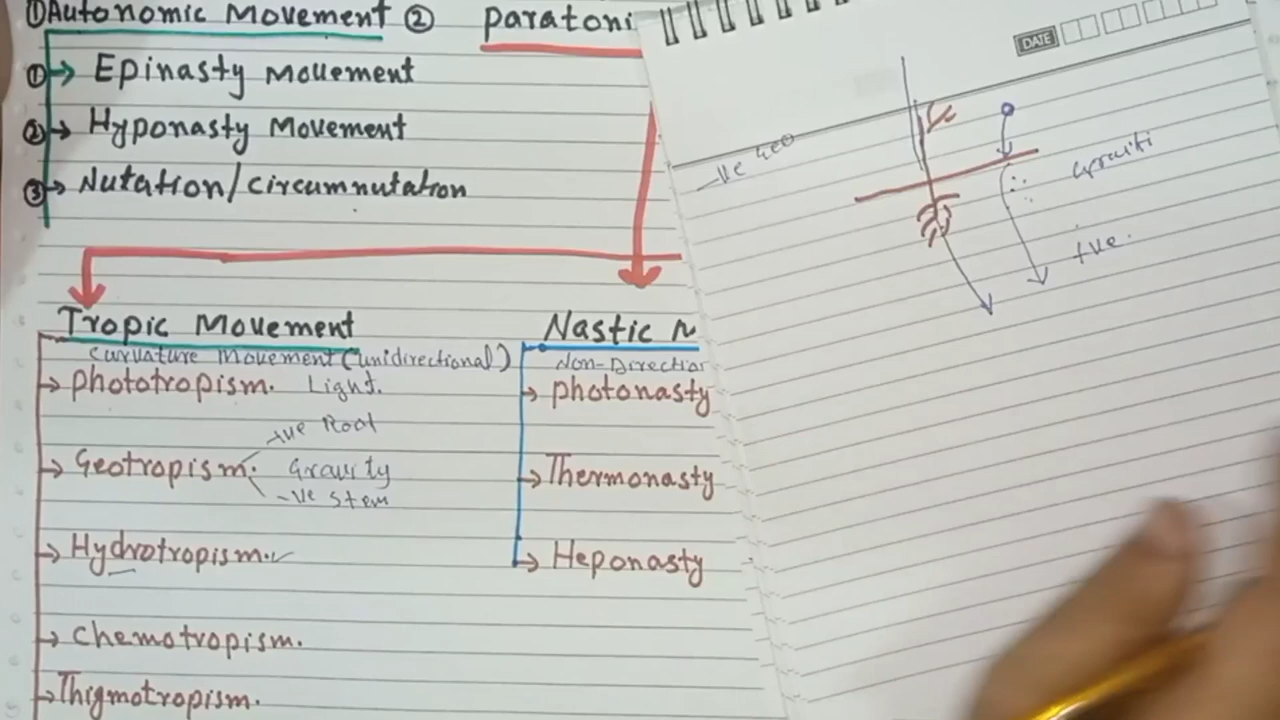 ①Autonomic Movement ② paratoni
① Epinasty Movement
② Hyponasty Movement
③ Nutation/circumnutation
Tropic Movement
Curvature Movement (unidirectional)
phototropism. Light.
+ve Root
Geotropism. Gravity
-ve stem
Hydrotropism.
chemotropism.
Thigmotropism.
Nastic M
Non-Direction
photonasty
Thermonasty
Heponasty
DATE
-ve Geo
Graviti
+ve.